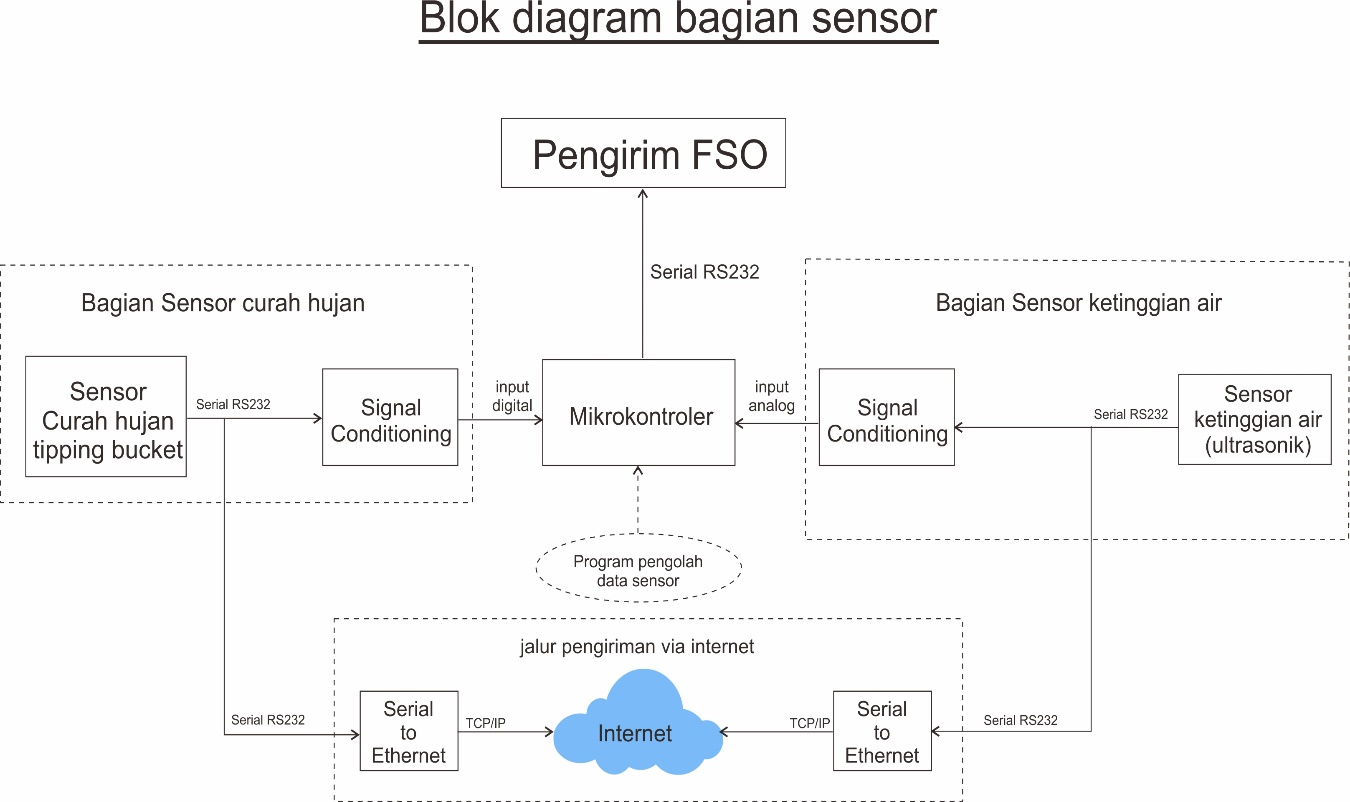 Blok diagram bagian sensor
Pengirim FSO
Serial RS232
Bagian Sensor curah hujan
Sensor
Curah hujan
tipping bucket
Serial RS232
Signal
Conditioning
input
digital
Mikrokontroler
input
analog
Bagian Sensor ketinggian air
Signal
Conditioning
Serial RS232
Sensor
ketinggian air
(ultrasonik)
Program pengolah
data sensor
jalur pengiriman via internet
Serial RS232
Serial
to
Ethernet
TCP/IP
Internet
TCP/IP
Serial
to
Ethernet
Serial RS232